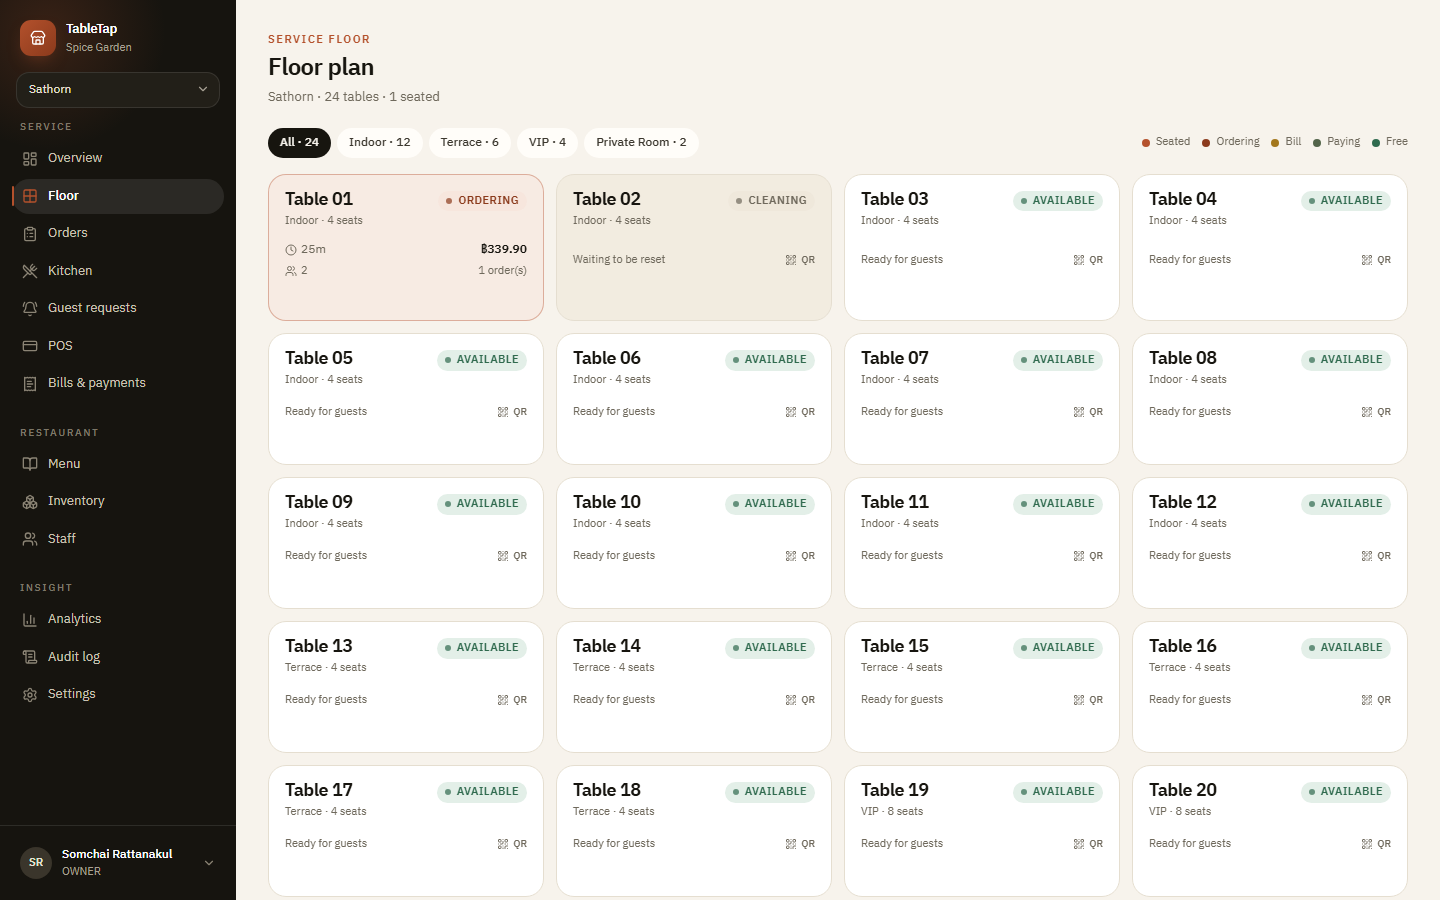 TableTap
Spice Garden
Sathorn
SERVICE
Overview
Floor
Orders
Kitchen
Guest requests
POS
Bills & payments
RESTAURANT
Menu
Inventory
Staff
INSIGHT
Analytics
Audit log
Settings
SR
Somchai Rattanakul
OWNER
SERVICE FLOOR
Floor plan
Sathorn · 24 tables · 1 seated
All · 24 Indoor · 12 Terrace · 6 VIP · 4 Private Room · 2
Seated Ordering Bill Paying Free
Table 01 ORDERING
Indoor · 4 seats
25m ฿339.90
2 1 order(s)
Table 02 CLEANING
Indoor · 4 seats
Waiting to be reset QR
Table 03 AVAILABLE
Indoor · 4 seats
Ready for guests QR
Table 04 AVAILABLE
Indoor · 4 seats
Ready for guests QR
Table 05 AVAILABLE
Indoor · 4 seats
Ready for guests QR
Table 06 AVAILABLE
Indoor · 4 seats
Ready for guests QR
Table 07 AVAILABLE
Indoor · 4 seats
Ready for guests QR
Table 08 AVAILABLE
Indoor · 4 seats
Ready for guests QR
Table 09 AVAILABLE
Indoor · 4 seats
Ready for guests QR
Table 10 AVAILABLE
Indoor · 4 seats
Ready for guests QR
Table 11 AVAILABLE
Indoor · 4 seats
Ready for guests QR
Table 12 AVAILABLE
Indoor · 4 seats
Ready for guests QR
Table 13 AVAILABLE
Terrace · 4 seats
Ready for guests QR
Table 14 AVAILABLE
Terrace · 4 seats
Ready for guests QR
Table 15 AVAILABLE
Terrace · 4 seats
Ready for guests QR
Table 16 AVAILABLE
Terrace · 4 seats
Ready for guests QR
Table 17 AVAILABLE
Terrace · 4 seats
Ready for guests QR
Table 18 AVAILABLE
Terrace · 4 seats
Ready for guests QR
Table 19 AVAILABLE
VIP · 8 seats
Ready for guests QR
Table 20 AVAILABLE
VIP · 8 seats
Ready for guests QR